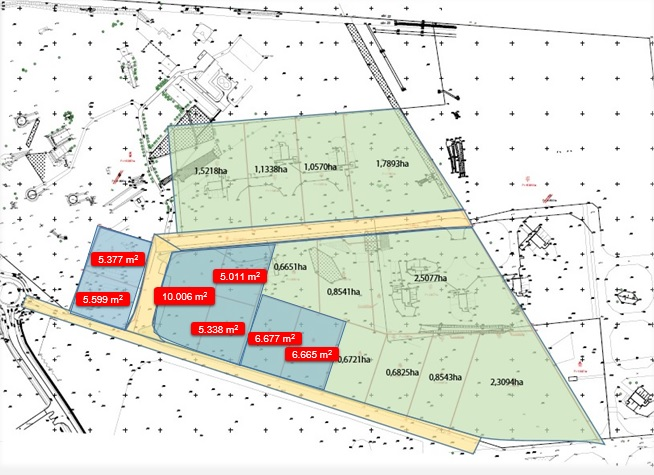 1,5218ha
1,1338ha
1,0570ha
1,7893ha
5.377 m²
5.599 m²
10.006 m²
5.011 m²
5.338 m²
6.677 m²
6.665 m²
0,6651ha
0,8541ha
2,5077ha
0,6721ha
0,6825ha
0,8543ha
2,3094ha